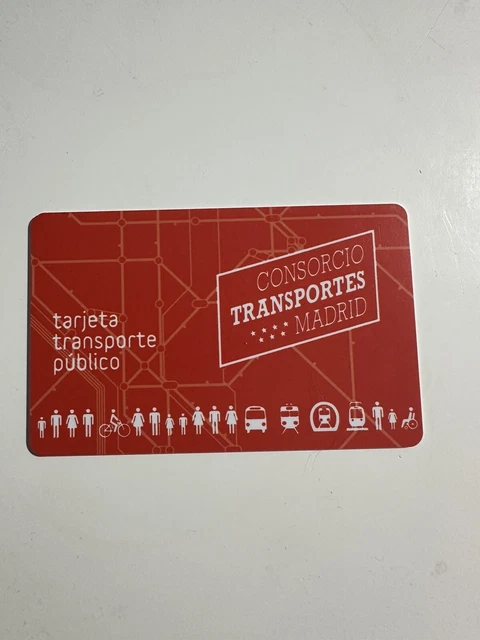 tarjeta
transporte
público
CONSORCIO
TRANSPORTES
MADRID